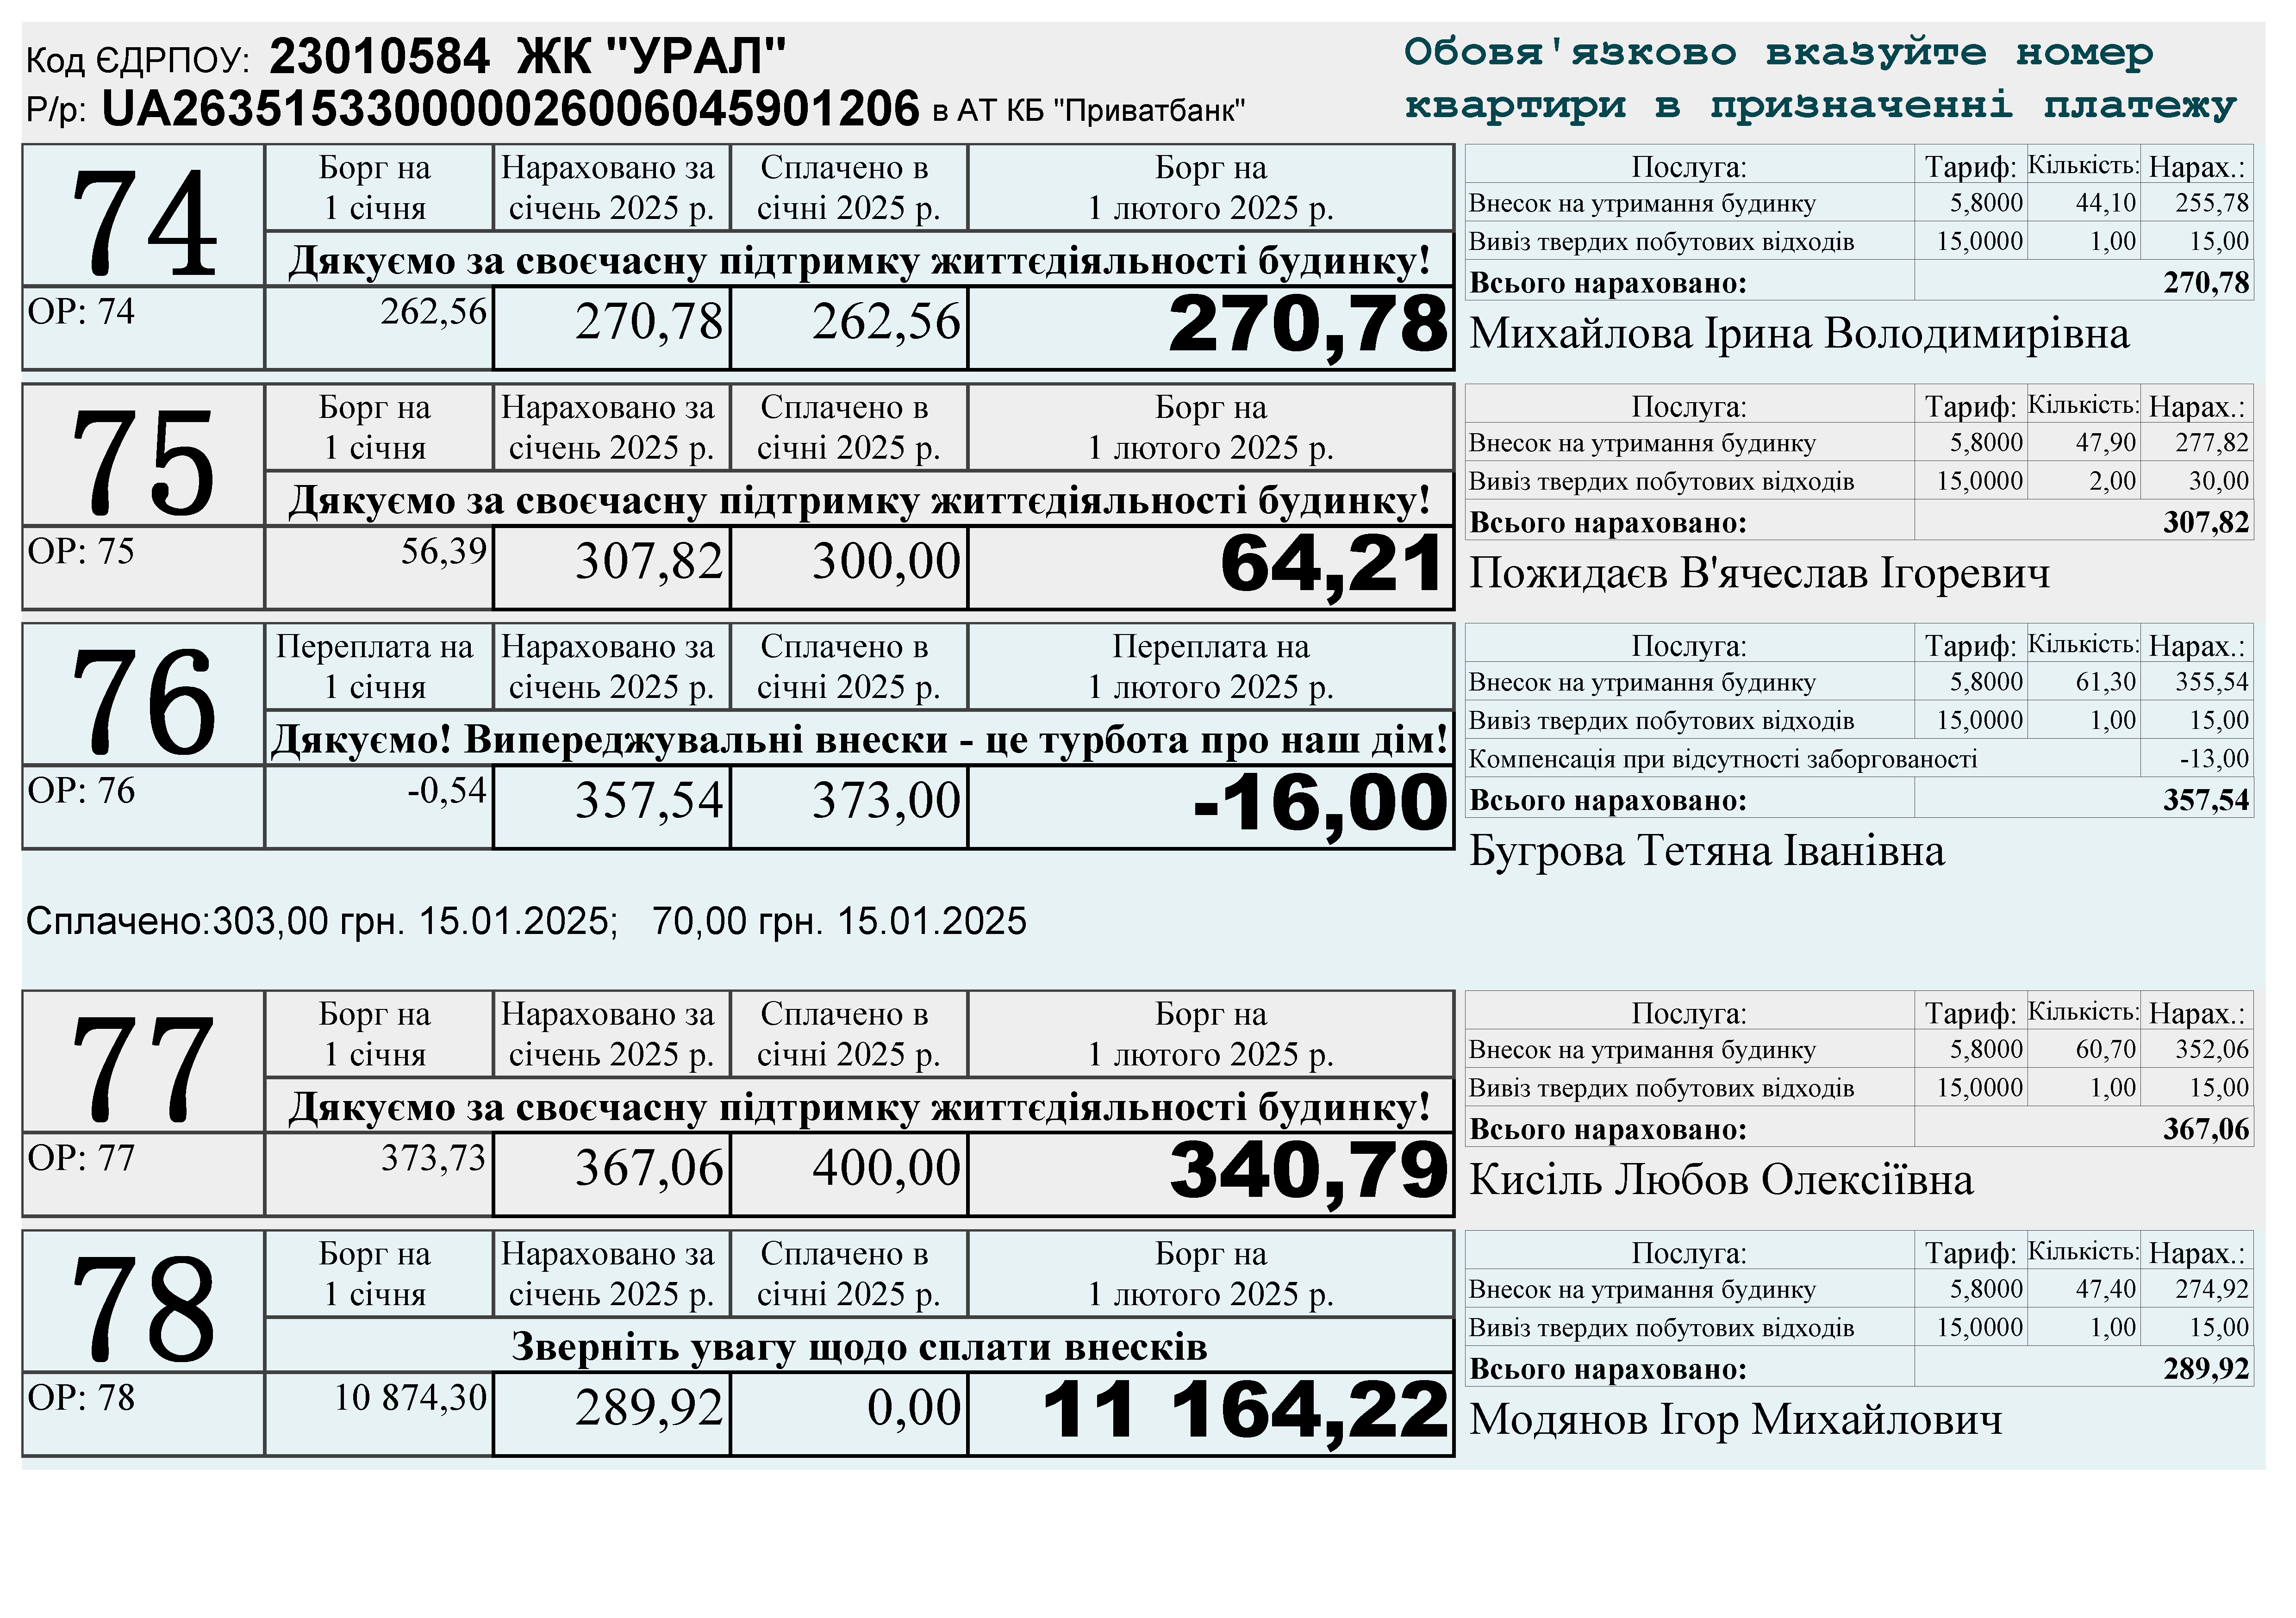 Код ЄДРПОУ: 23010584 ЖК "УРАЛ"
Р/р: UA263515330000026006045901206 в АТ КБ "Приватбанк"
Обовя'язково вказуйте номер
квартири в призначенні платежу
74
Борг на 1 січня
Нараховано за січень 2025 р.
Сплачено в січні 2025 р.
Борг на 1 лютого 2025 р.
Дякуємо за своєчасну підтримку життєдіяльності будинку!
ОР: 74 262,56 270,78 262,56 270,78
Послуга: Тариф: Кількість: Нарах.:
Внесок на утримання будинку 5,8000 44,10 255,78
Вивіз твердих побутових відходів 15,0000 1,00 15,00
Всього нараховано: 270,78
Михайлова Ірина Володимирівна
75
Борг на 1 січня
Нараховано за січень 2025 р.
Сплачено в січні 2025 р.
Борг на 1 лютого 2025 р.
Дякуємо за своєчасну підтримку життєдіяльності будинку!
ОР: 75 56,39 307,82 300,00 64,21
Послуга: Тариф: Кількість: Нарах.:
Внесок на утримання будинку 5,8000 47,90 277,82
Вивіз твердих побутових відходів 15,0000 2,00 30,00
Всього нараховано: 307,82
Пожидаєв В'ячеслав Ігоревич
76
Переплата на 1 січня
Нараховано за січень 2025 р.
Сплачено в січні 2025 р.
Переплата на 1 лютого 2025 р.
Дякуємо! Випереджувальні внески - це турбота про наш дім!
ОР: 76 -0,54 357,54 373,00 -16,00
Послуга: Тариф: Кількість: Нарах.:
Внесок на утримання будинку 5,8000 61,30 355,54
Вивіз твердих побутових відходів 15,0000 1,00 15,00
Компенсація при відсутності заборгованості -13,00
Всього нараховано: 357,54
Бугрова Тетяна Іванівна
Сплачено:303,00 грн. 15.01.2025; 70,00 грн. 15.01.2025
77
Борг на 1 січня
Нараховано за січень 2025 р.
Сплачено в січні 2025 р.
Борг на 1 лютого 2025 р.
Дякуємо за своєчасну підтримку життєдіяльності будинку!
ОР: 77 373,73 367,06 400,00 340,79
Послуга: Тариф: Кількість: Нарах.:
Внесок на утримання будинку 5,8000 60,70 352,06
Вивіз твердих побутових відходів 15,0000 1,00 15,00
Всього нараховано: 367,06
Кисіль Любов Олексіївна
78
Борг на 1 січня
Нараховано за січень 2025 р.
Сплачено в січні 2025 р.
Борг на 1 лютого 2025 р.
Зверніть увагу щодо сплати внесків
ОР: 78 10 874,30 289,92 0,00 11 164,22
Послуга: Тариф: Кількість: Нарах.:
Внесок на утримання будинку 5,8000 47,40 274,92
Вивіз твердих побутових відходів 15,0000 1,00 15,00
Всього нараховано: 289,92
Модянов Ігор Михайлович